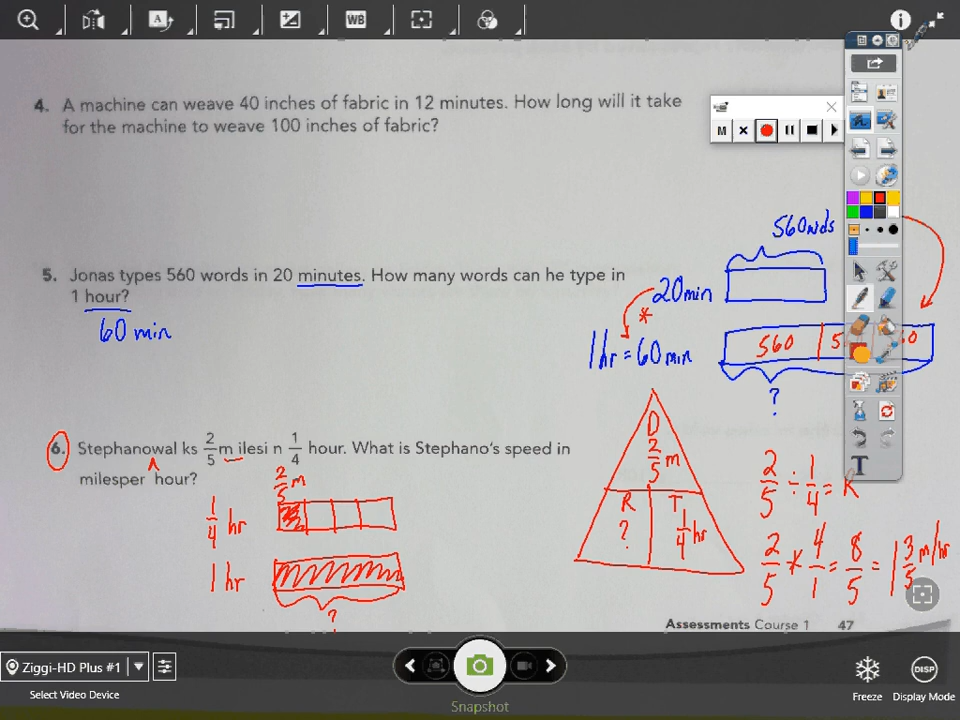 WB
4. A machine can weave 40 inches of fabric in 12 minutes. How long will it take
for the machine to weave 100 inches of fabric?
M
560 wds
5. Jonas types 560 words in 20 minutes. How many words can he type in
1 hour?
60 min
20 min
*
1 hr = 60 min
560
?
6. Stephanowal ks 2/5 m ilesi n 1/4 hour. What is Stephano's speed in
milesper ^ hour?
2/5 m
1/4 hr
1 hr
?
D
2/5 m
R T
? 1/4 hr
2/5 ÷ 1/4 = R
2/5 * 4/1 = 8/5 = 1 3/5 m/hr
T
Assessments Course 1 47
Ziggi-HD Plus #1
Select Video Device
Snapshot
Freeze
DISP
Display Mode